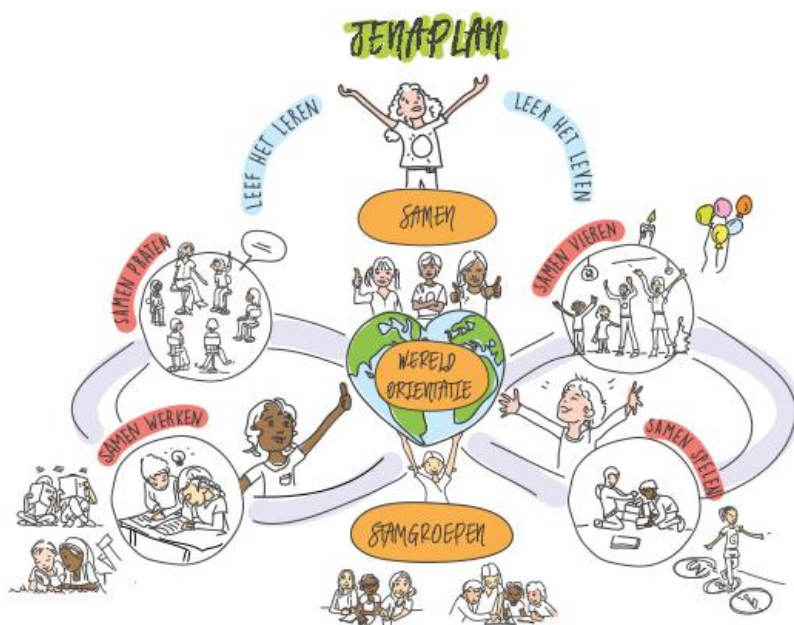 JENAPLAN
LEEF HET LEREN
LEER HET LEVEN
SAMEN
SAMEN PRATEN
SAMEN VIEREN
WERELD
ORIENTATIE
SAMEN WERKEN
SAMEN SPELEN
STAMGROEPEN